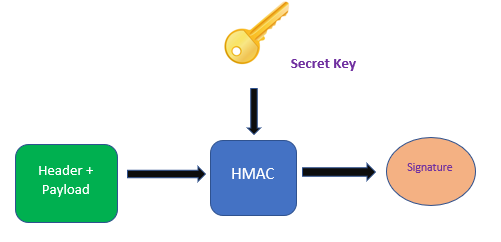 Secret Key
Header +
Payload
HMAC
Signature